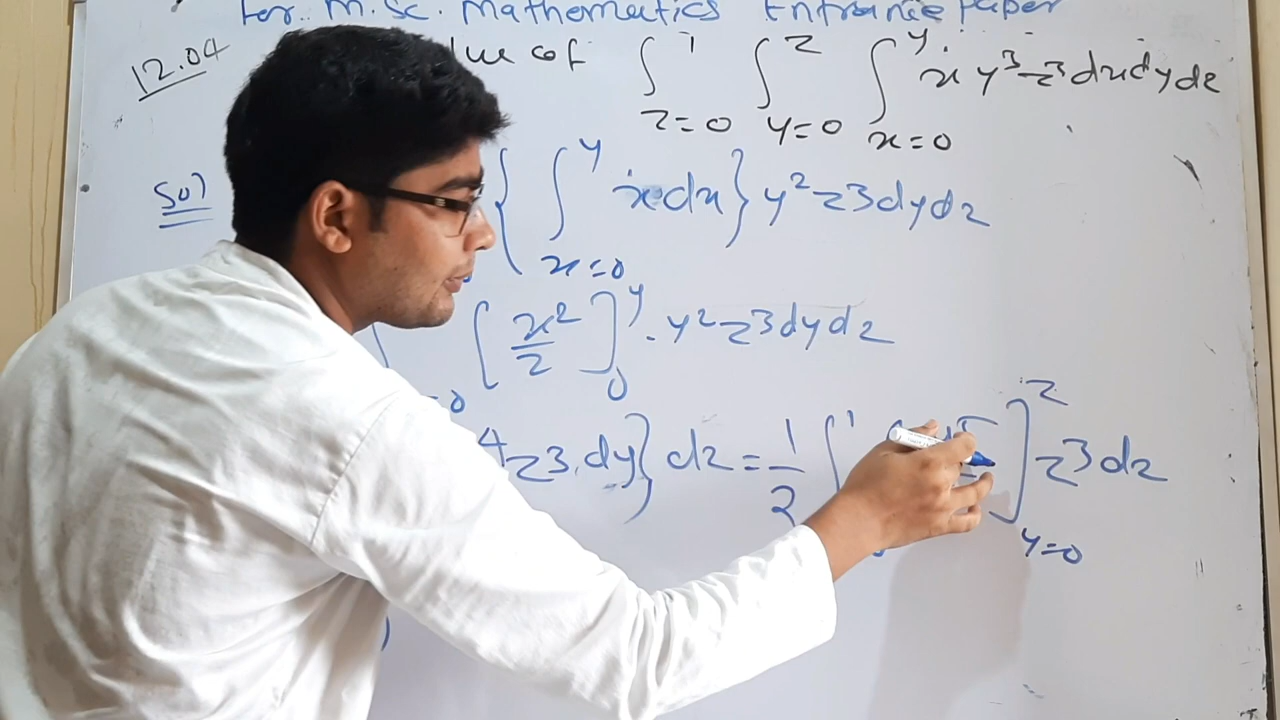 For M.Sc. Mathematics Entrance Paper
12.04 lue of ∫_{z=0}^{1} ∫_{y=0}^{z} ∫_{x=0}^{y} x y³ z³ dx dy dz
Sol { ∫_{x=0}^{y} x dx } y² z³ dy dz
0 [ x²/2 ]_0^y · y² z³ dy dz
4 z³ dy } dz = 1/2 ∫^1 ]_{y=0}^{z} z³ dz